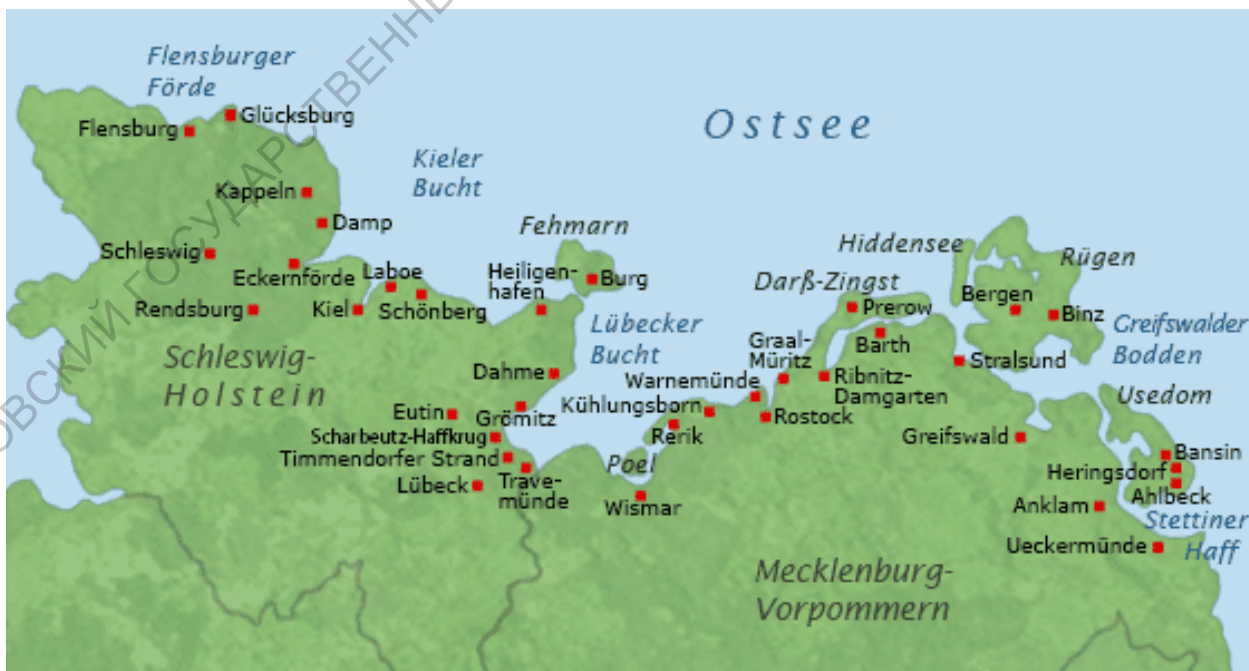 Flensburger
Förde
Ostsee
Glücksburg
Flensburg
Kieler
Bucht
Kappeln
Damp
Fehmarn
Schleswig
Eckernförde
Laboe
Heiligen-
hafen
Burg
Hiddensee
Rügen
Darß-Zingst
Rendsburg
Kiel
Schönberg
Prerow
Bergen
Binz
Lübecker
Bucht
Greifswalder
Bodden
Graal-
Müritz
Barth
Stralsund
Schleswig-
Holstein
Dahme
Warnemünde
Ribnitz-
Damgarten
Usedom
Eutin
Grömitz
Kühlungsborn
Rostock
Scharbeutz-Haffkrug
Rerik
Greifswald
Timmendorfer Strand
Poel
Bansin
Heringsdorf
Lübeck
Trave-
münde
Wismar
Ahlbeck
Anklam
Stettiner
Haff
Ueckermünde
Mecklenburg-
Vorpommern
ОВСКИЙ ГОСУДАРСТВЕННЫ